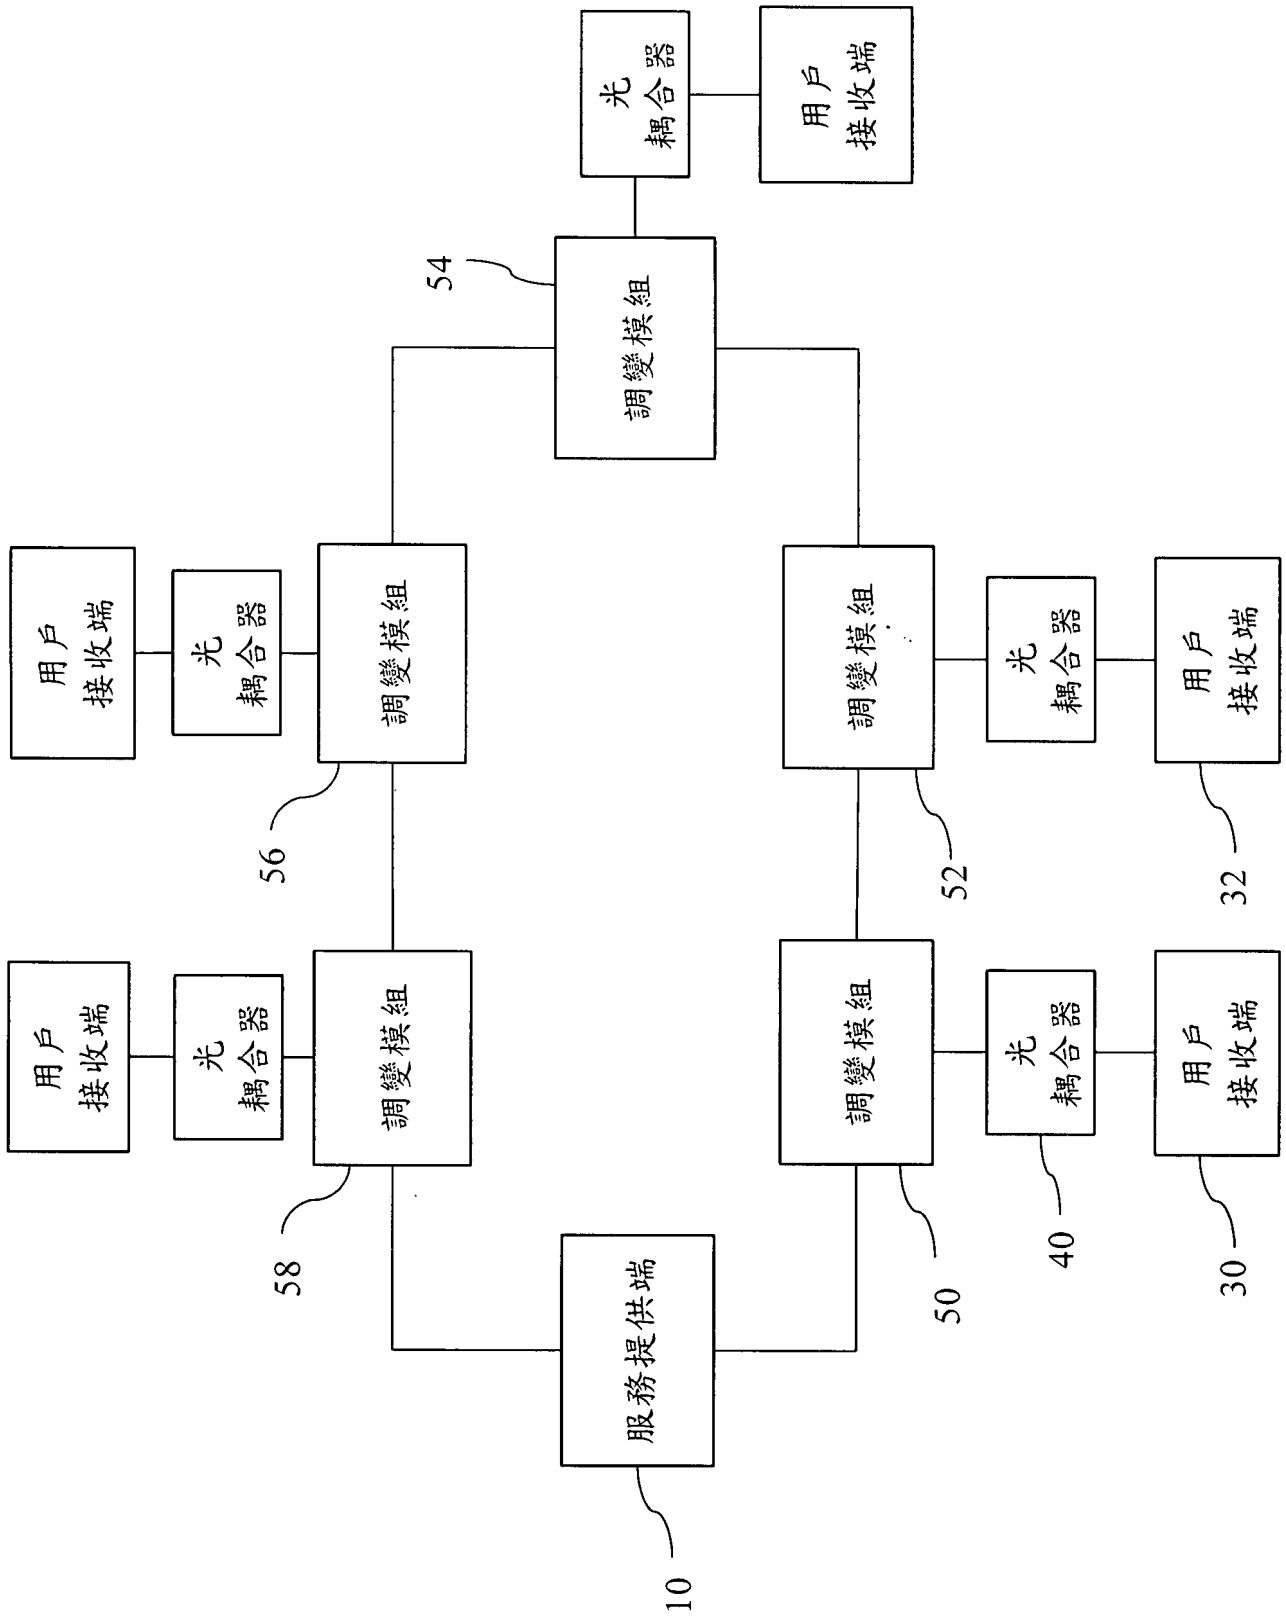 用戶
接收端
用戶
接收端
光
耦合器
光
耦合器
58
56
調變模組
調變模組
54
服務提供端
調變模組
光
耦合器
10
用戶
接收端
調變模組
調變模組
50
52
光
耦合器
光
耦合器
40
用戶
接收端
用戶
接收端
30
32